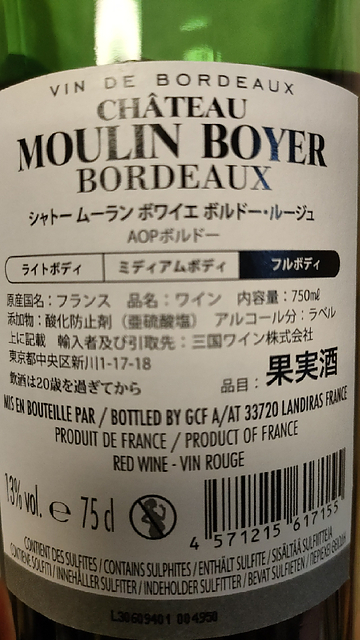 VIN DE BORDEAUX
CHÂTEAU
MOULIN BOYER
BORDEAUX
シャトー ムーラン ボワイエ ボルドー・ルージュ
AOPボルドー
ライトボディ ミディアムボディ フルボディ
原産国名：フランス 品名：ワイン 内容量：750㎖
添加物：酸化防止剤（亜硫酸塩） アルコール分：ラベル
上に記載 輸入者及び引取先：三国ワイン株式会社
東京都中央区新川1-17-18
飲酒は20歳を過ぎてから 品目：果実酒
MIS EN BOUTEILLE PAR / BOTTLED BY GCF A/AT 33720 LANDIRAS FRANCE
PRODUIT DE FRANCE / PRODUCT OF FRANCE
RED WINE - VIN ROUGE
13% vol. e 75 cl
4 571215 617155
CONTIENT DES SULFITES / CONTAINS SULPHITES / ENTHÄLT SULFITE / SISÄLTÄÄ SULFIITTEJA
CONTIENE SOLFITI / INNEHÅLLER SULFITER / INDEHOLDER SULFITTER / BEVAT SULFIETEN /
L30609401 004950